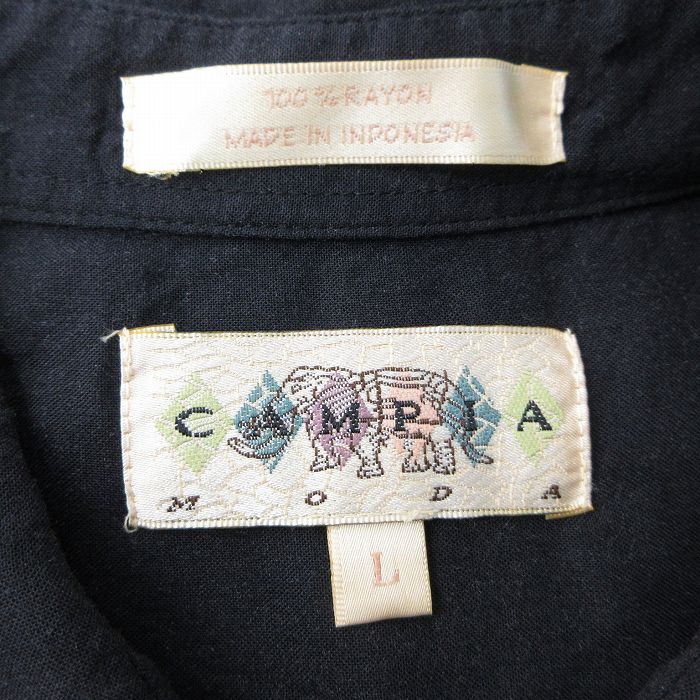 100% RAYON
MADE IN INDONESIA
CAMPIA
MODA
L